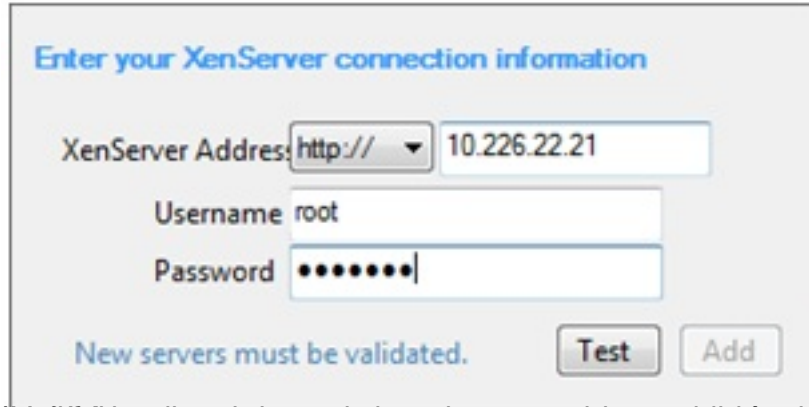 Enter your XenServer connection information
XenServer Address http:// 10.226.22.21
Username root
Password •••••••
New servers must be validated. Test Add